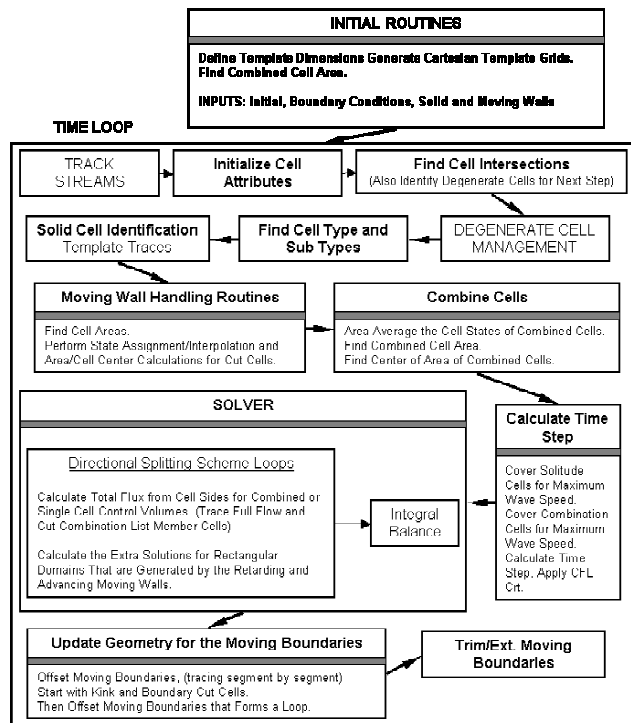 INITIAL ROUTINES
Define Template Dimensions Generate Cartesian Template Grids.
Find Combined Cell Area.
INPUTS: Initial, Boundary Conditions, Solid and Moving Walls
TIME LOOP
TRACK
STREAMS
Initialize Cell
Attributes
Find Cell Intersections
(Also Identify Degenerate Cells for Next Step)
Solid Cell Identification
Template Traces
Find Cell Type and
Sub Types
DEGENERATE CELL
MANAGEMENT
Moving Wall Handling Routines
Find Cell Areas.
Perform State Assignment/Interpolation and
Area/Cell Center Calculations for Cut Cells.
Combine Cells
Area Average the Cell States of Combined Cells.
Find Combined Cell Area.
Find Center of Area of Combined Cells.
SOLVER
Directional Splitting Scheme Loops
Calculate Total Flux from Cell Sides for Combined or
Single Cell Control Volumes. (Trace Full Flow and
Cut Combination List Member Cells)
Calculate the Extra Solutions for Rectangular
Domains That are Generated by the Retarding and
Advancing Moving Walls.
Integral
Balance
Calculate Time
Step
Cover Solitude
Cells for Maximum
Wave Speed.
Cover Combination
Cells for Maximum
Wave Speed.
Calculate Time
Step. Apply CFL
Crt.
Update Geometry for the Moving Boundaries
Offset Moving Boundaries, (tracing segment by segment)
Start with Kink and Boundary Cut Cells.
Then Offset Moving Boundaries that Forms a Loop.
Trim/Ext. Moving
Boundaries